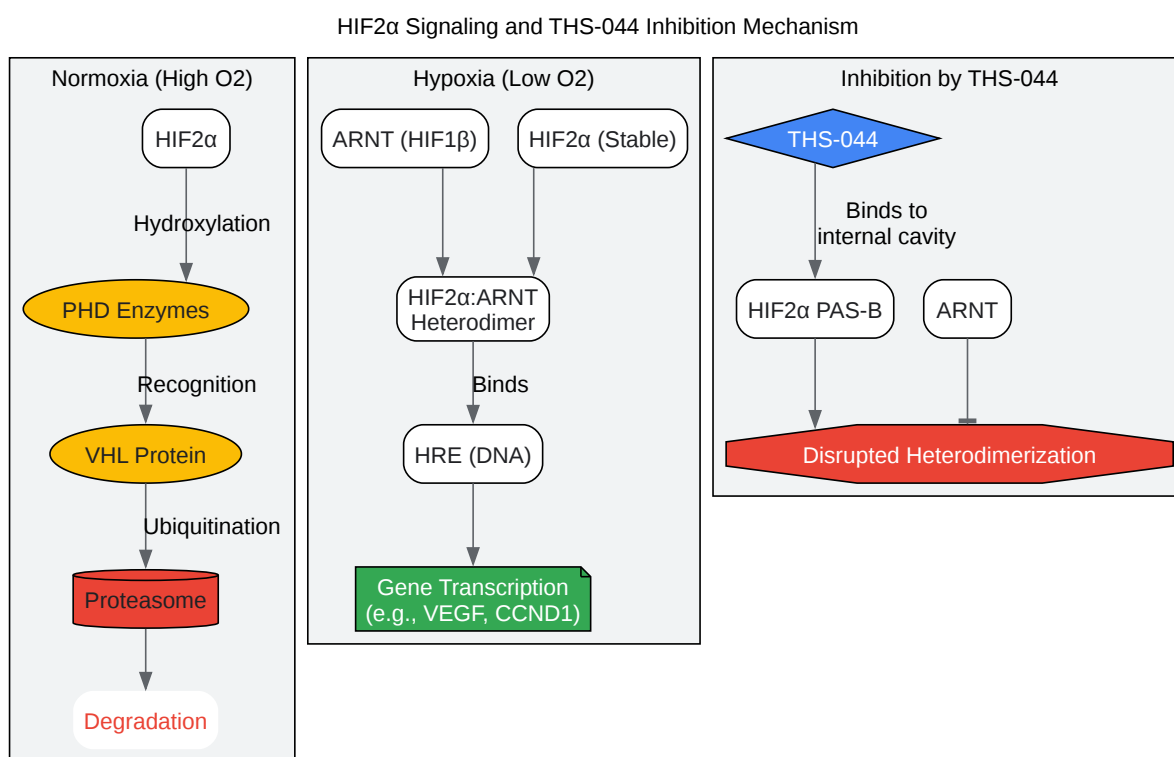 HIF2α Signaling and THS-044 Inhibition Mechanism
Normoxia (High O2)
HIF2α
Hydroxylation
PHD Enzymes
Recognition
VHL Protein
Ubiquitination
Proteasome
Degradation
Hypoxia (Low O2)
ARNT (HIF1β)
HIF2α (Stable)
HIF2α:ARNT
Heterodimer
Binds
HRE (DNA)
Gene Transcription
(e.g., VEGF, CCND1)
Inhibition by THS-044
THS-044
Binds to
internal cavity
HIF2α PAS-B
ARNT
Disrupted Heterodimerization